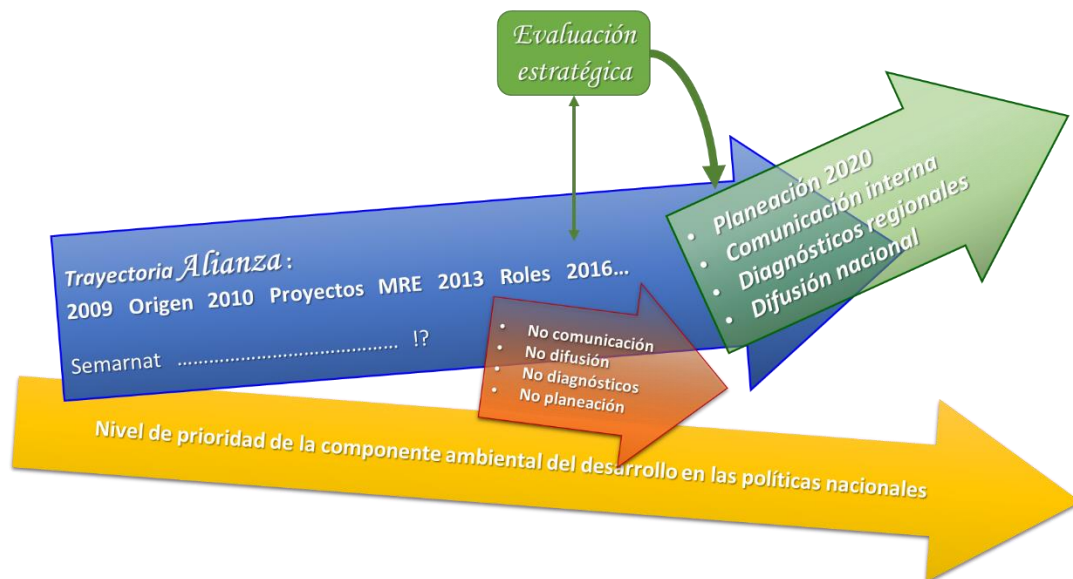 Evaluación
estratégica
Trayectoria Alianza :
2009 Origen 2010 Proyectos MRE 2013 Roles 2016...
Semarnat ………………………………… !?
• Planeación 2020
• Comunicación interna
• Diagnósticos regionales
• Difusión nacional
• No comunicación
• No difusión
• No diagnósticos
• No planeación
Nivel de prioridad de la componente ambiental del desarrollo en las políticas nacionales